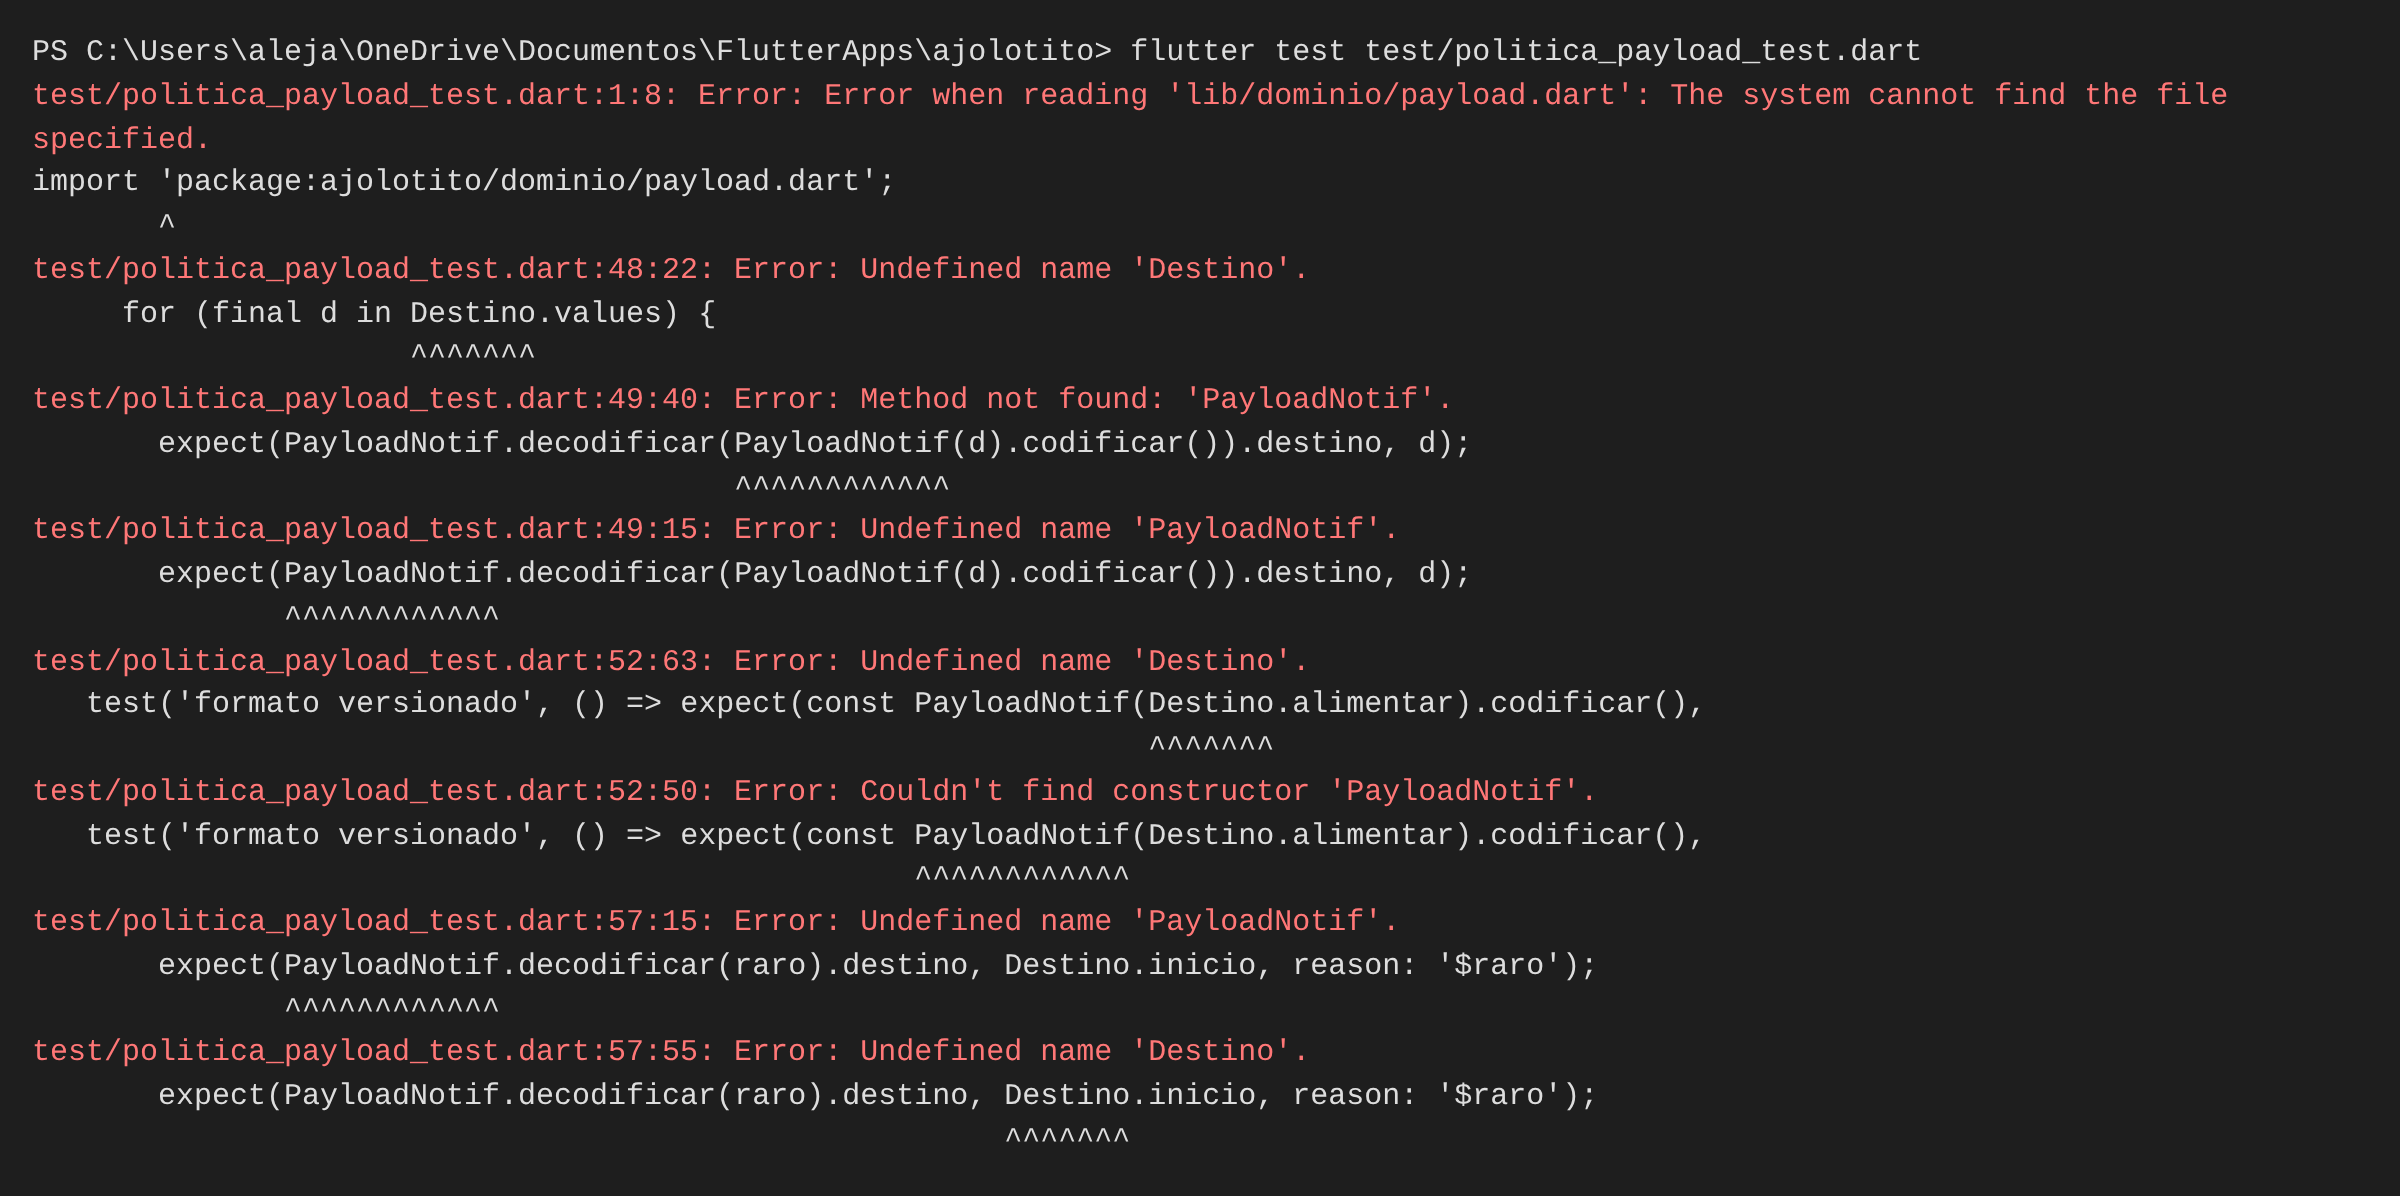 PS C:\Users\aleja\OneDrive\Documentos\FlutterApps\ajolotito> flutter test test/politica_payload_test.dart
test/politica_payload_test.dart:1:8: Error: Error when reading 'lib/dominio/payload.dart': The system cannot find the file
specified.
import 'package:ajolotito/dominio/payload.dart';
       ^
test/politica_payload_test.dart:48:22: Error: Undefined name 'Destino'.
     for (final d in Destino.values) {
                     ^^^^^^^
test/politica_payload_test.dart:49:40: Error: Method not found: 'PayloadNotif'.
       expect(PayloadNotif.decodificar(PayloadNotif(d).codificar()).destino, d);
                                       ^^^^^^^^^^^^
test/politica_payload_test.dart:49:15: Error: Undefined name 'PayloadNotif'.
       expect(PayloadNotif.decodificar(PayloadNotif(d).codificar()).destino, d);
              ^^^^^^^^^^^^
test/politica_payload_test.dart:52:63: Error: Undefined name 'Destino'.
   test('formato versionado', () => expect(const PayloadNotif(Destino.alimentar).codificar(),
                                                              ^^^^^^^
test/politica_payload_test.dart:52:50: Error: Couldn't find constructor 'PayloadNotif'.
   test('formato versionado', () => expect(const PayloadNotif(Destino.alimentar).codificar(),
                                                 ^^^^^^^^^^^^
test/politica_payload_test.dart:57:15: Error: Undefined name 'PayloadNotif'.
       expect(PayloadNotif.decodificar(raro).destino, Destino.inicio, reason: '$raro');
              ^^^^^^^^^^^^
test/politica_payload_test.dart:57:55: Error: Undefined name 'Destino'.
       expect(PayloadNotif.decodificar(raro).destino, Destino.inicio, reason: '$raro');
                                                      ^^^^^^^